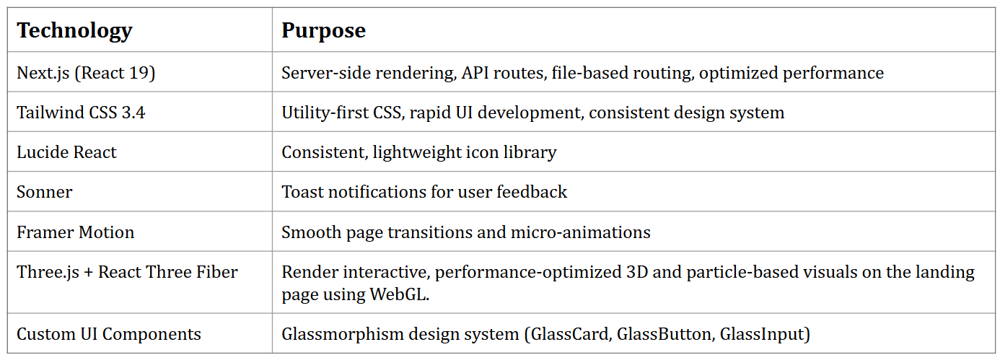 Technology
Purpose
Next.js (React 19)
Server-side rendering, API routes, file-based routing, optimized performance
Tailwind CSS 3.4
Utility-first CSS, rapid UI development, consistent design system
Lucide React
Consistent, lightweight icon library
Sonner
Toast notifications for user feedback
Framer Motion
Smooth page transitions and micro-animations
Three.js + React Three Fiber
Render interactive, performance-optimized 3D and particle-based visuals on the landing
page using WebGL.
Custom UI Components
Glassmorphism design system (GlassCard, GlassButton, GlassInput)